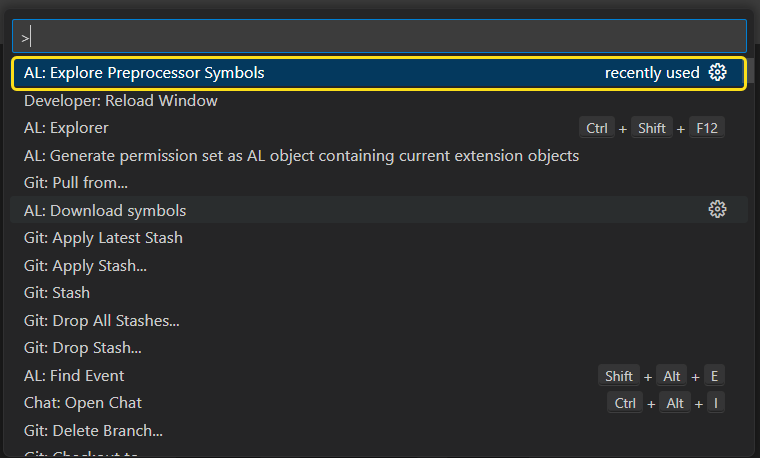 >
AL: Explore Preprocessor Symbols recently used
Developer: Reload Window
AL: Explorer Ctrl + Shift + F12
AL: Generate permission set as AL object containing current extension objects
Git: Pull from...
AL: Download symbols
Git: Apply Latest Stash
Git: Apply Stash...
Git: Stash
Git: Drop All Stashes...
Git: Drop Stash...
AL: Find Event Shift + Alt + E
Chat: Open Chat Ctrl + Alt + I
Git: Delete Branch...
Git: Checkout to...